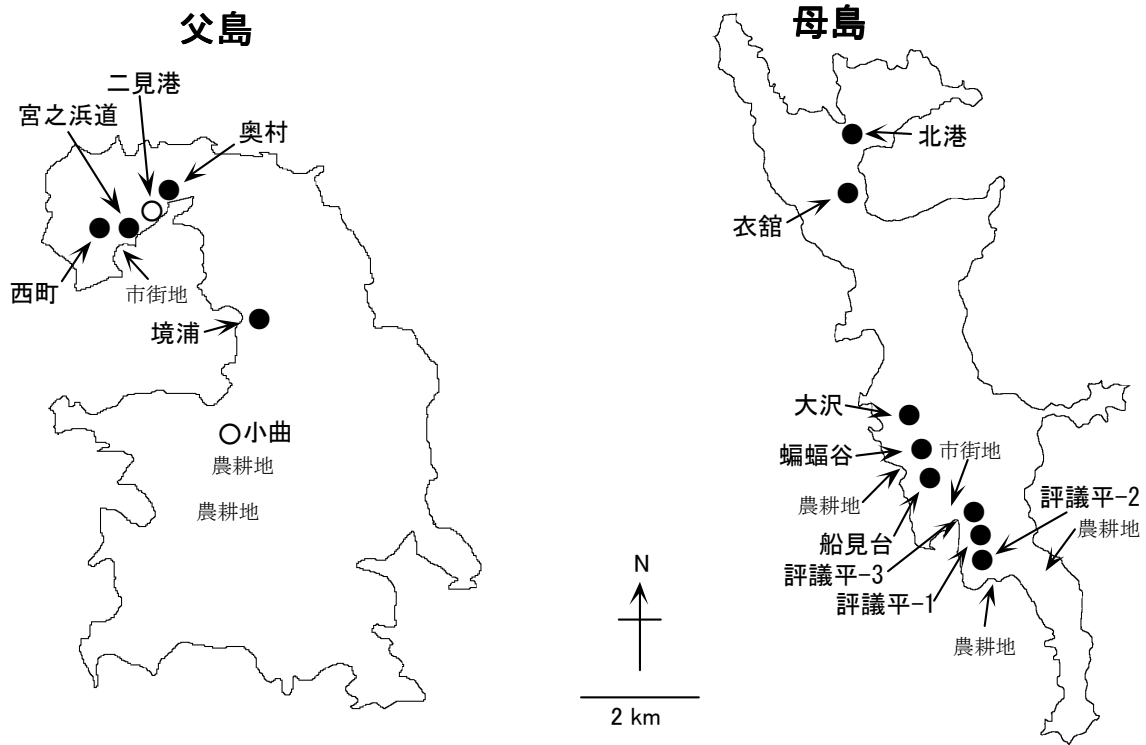 父島
二見港
宮之浜道
奥村
西町
市街地
境浦
小曲
農耕地
農耕地
母島
北港
衣舘
大沢
蝙蝠谷
市街地
農耕地
評議平-2
農耕地
船見台
評議平-3
評議平-1
農耕地
N
2 km